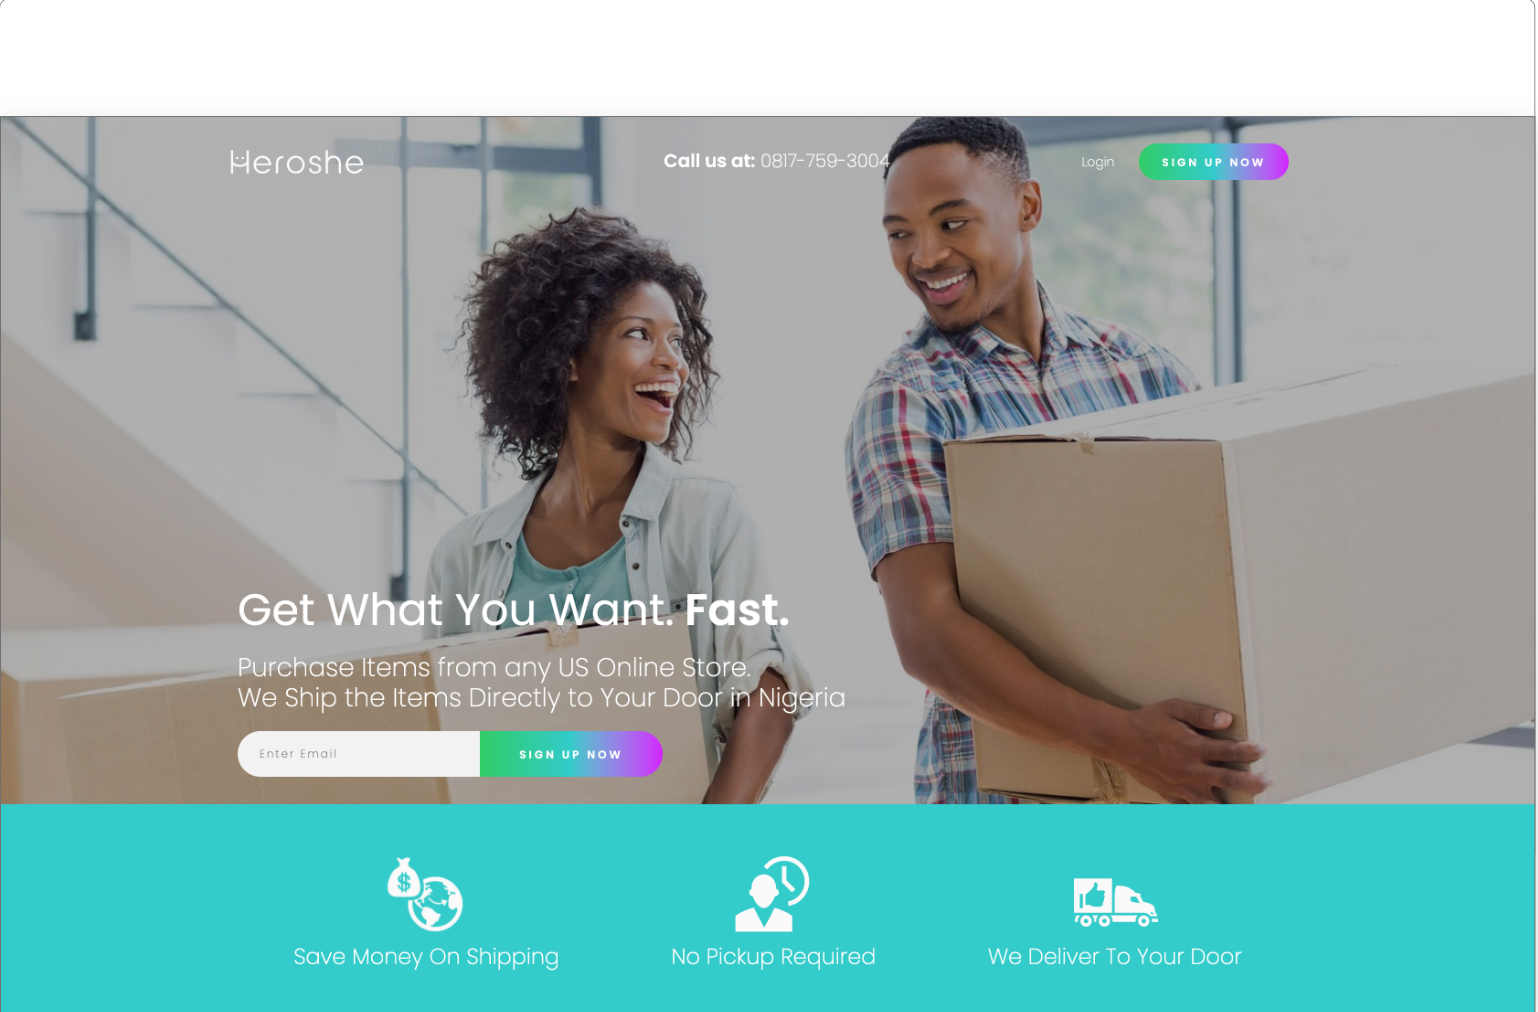 Heroshe
Call us at: 0817-759-3004
Login
SIGN UP NOW
Get What You Want. Fast.
Purchase Items from any US Online Store.
We Ship the Items Directly to Your Door in Nigeria
Enter Email
SIGN UP NOW
$
Save Money On Shipping
No Pickup Required
We Deliver To Your Door